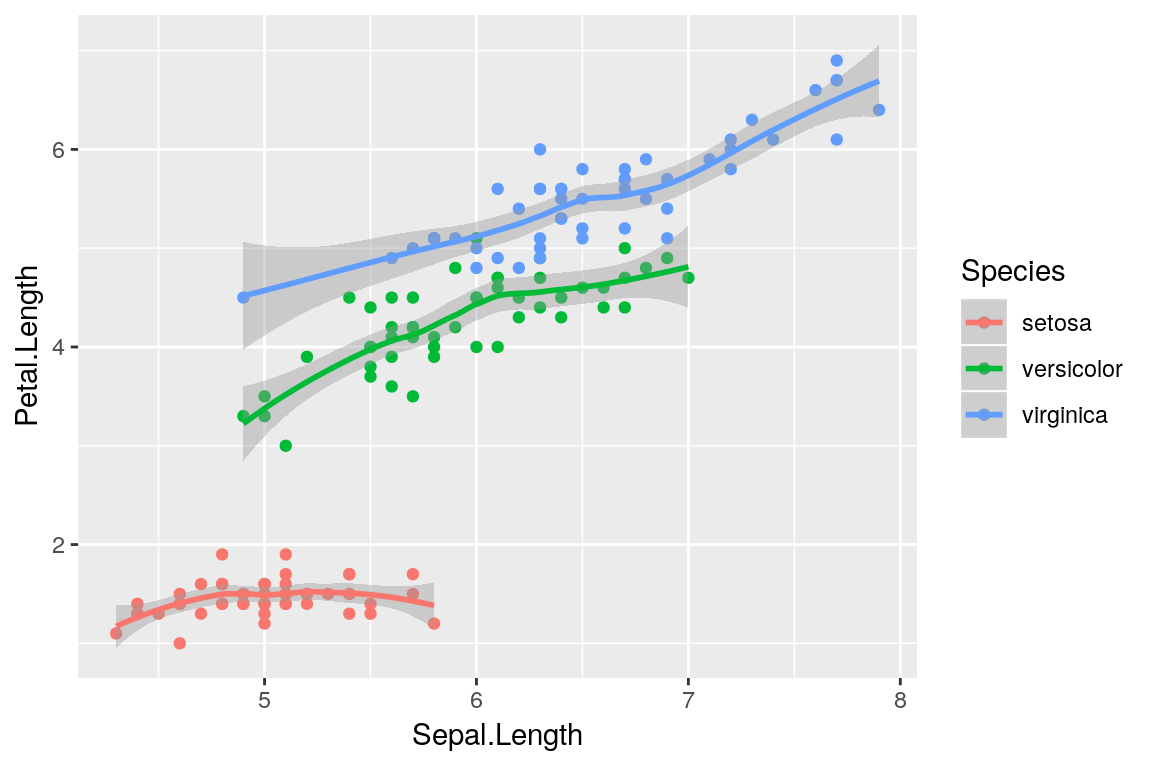 6
4
2
5 6 7 8
Sepal.Length
Petal.Length
Species
setosa
versicolor
virginica